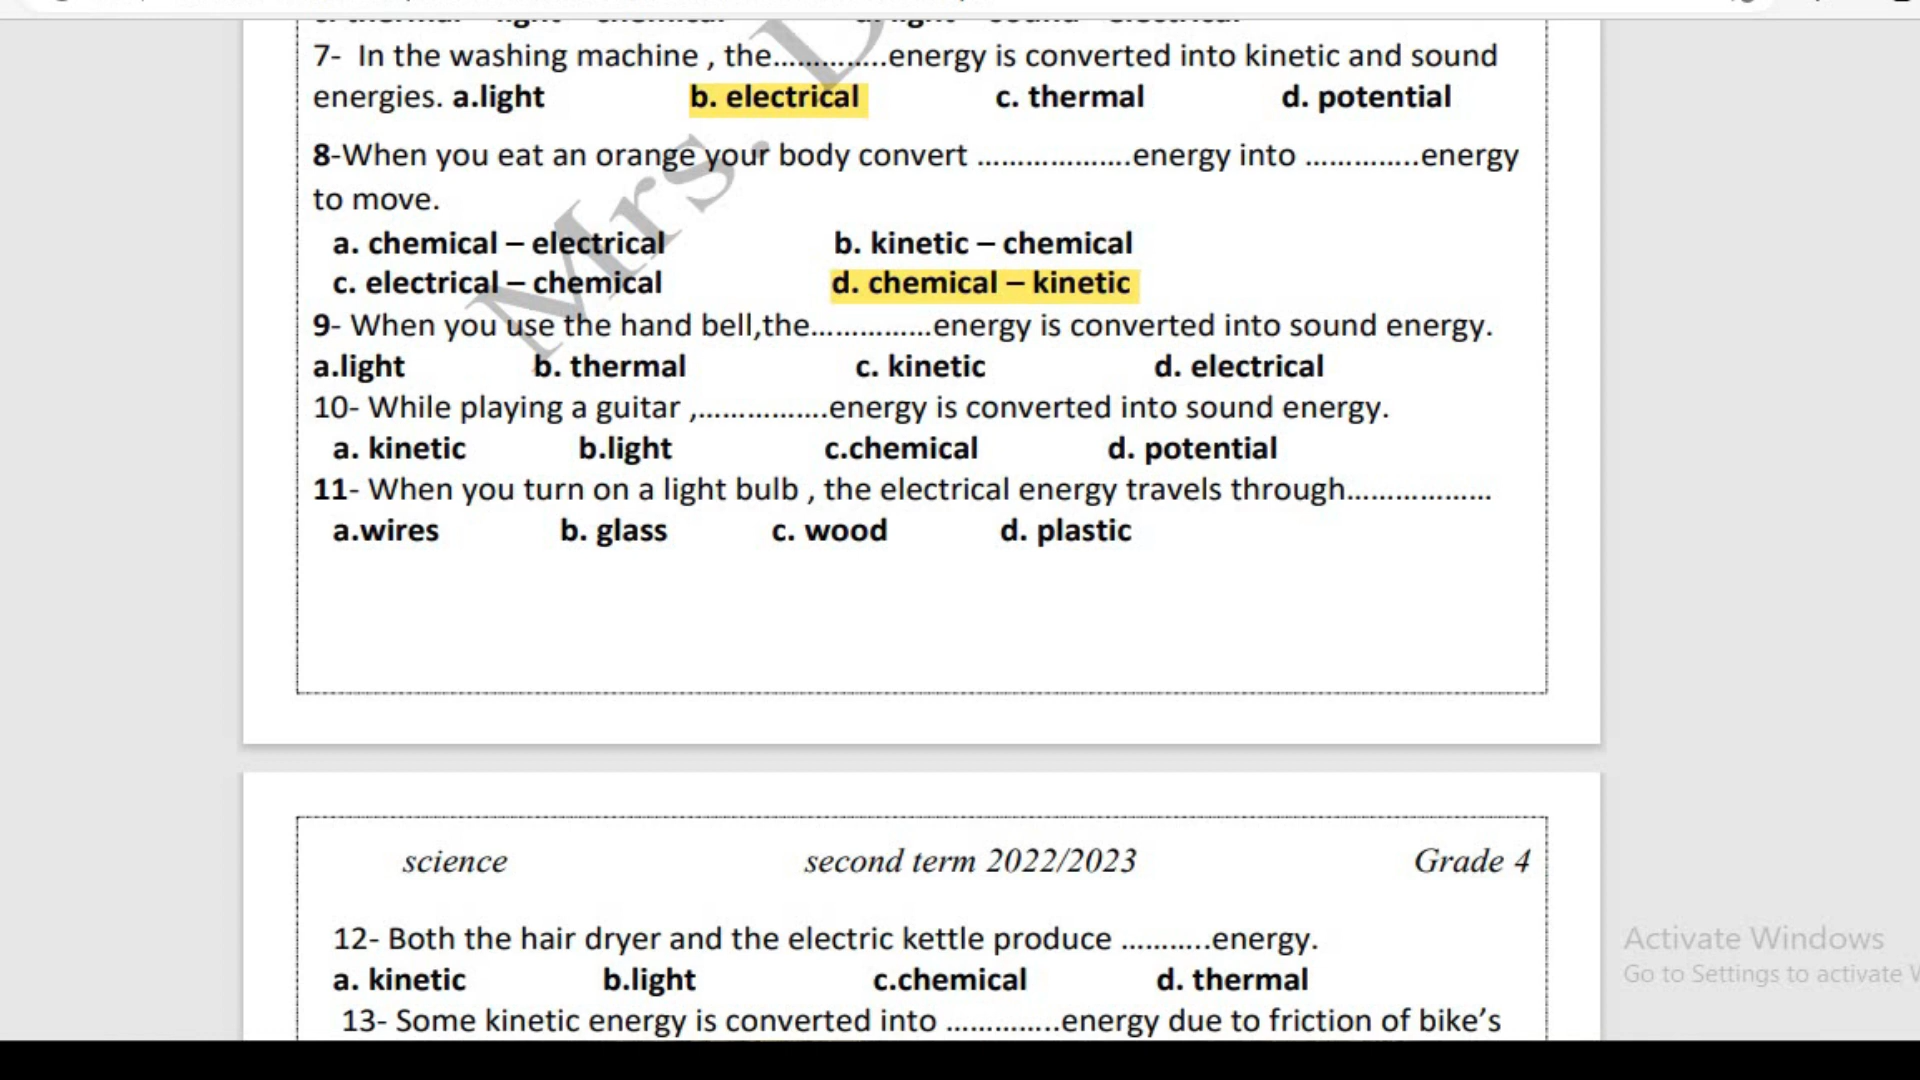 7- In the washing machine , the..............energy is converted into kinetic and sound
energies. a.light b. electrical c. thermal d. potential
8-When you eat an orange your body convert ...................energy into ..............energy
to move.
a. chemical – electrical b. kinetic – chemical
c. electrical – chemical d. chemical – kinetic
9- When you use the hand bell,the...............energy is converted into sound energy.
a.light b. thermal c. kinetic d. electrical
10- While playing a guitar ,................energy is converted into sound energy.
a. kinetic b.light c.chemical d. potential
11- When you turn on a light bulb , the electrical energy travels through..................
a.wires b. glass c. wood d. plastic
Mrs.
science second term 2022/2023 Grade 4
12- Both the hair dryer and the electric kettle produce ...........energy.
a. kinetic b.light c.chemical d. thermal
13- Some kinetic energy is converted into ..............energy due to friction of bike’s
Activate Windows
Go to Settings to activate